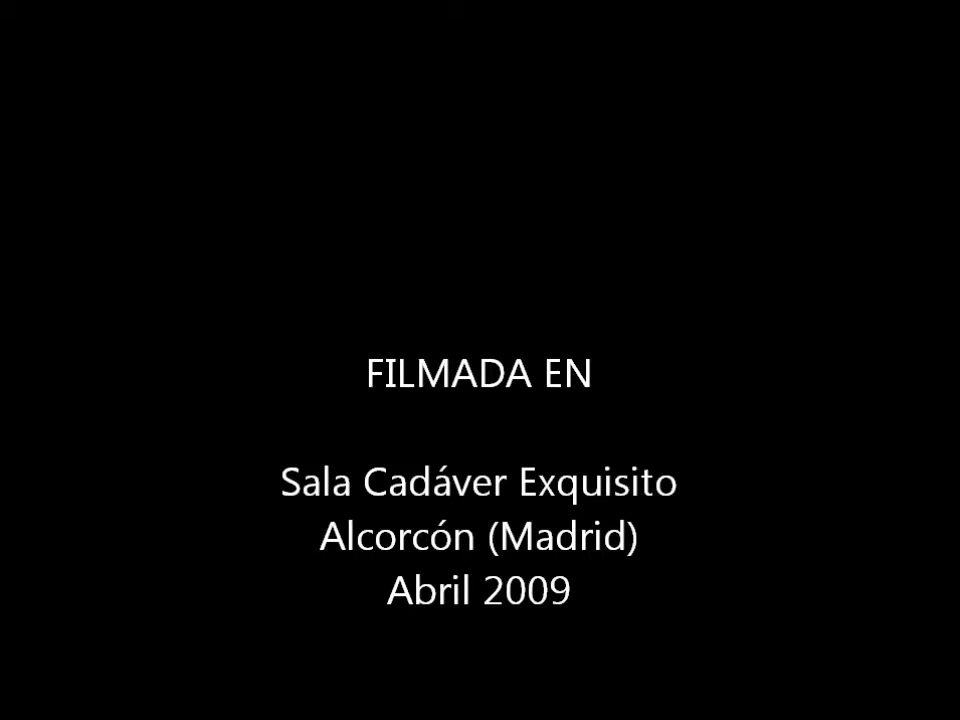 FILMADA EN
Sala Cadáver Exquisito
Alcorcón (Madrid)
Abril 2009